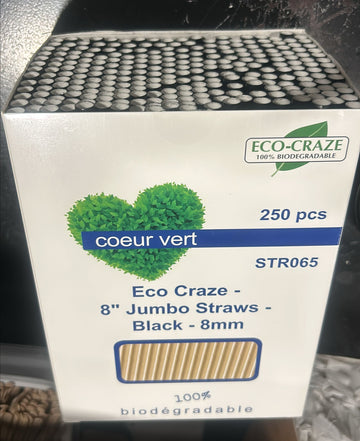 ECO-CRAZE
100% BIODEGRADABLE
250 pcs
coeur vert
STR065
Eco Craze -
8" Jumbo Straws -
Black - 8mm
100%
biodégradable